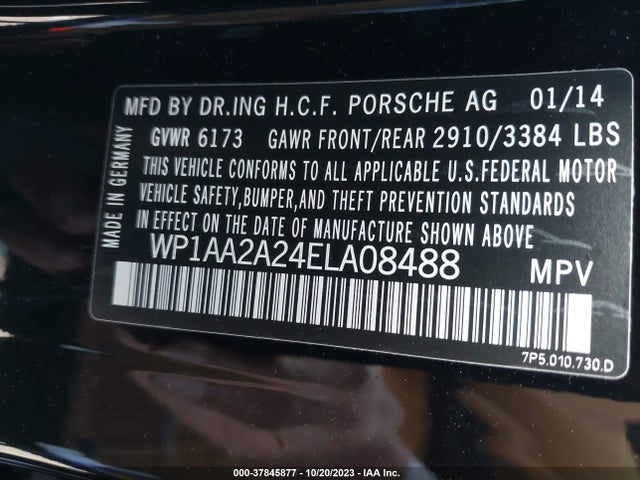 MFD BY DR.ING H.C.F. PORSCHE AG 01/14
GVWR 6173 GAWR FRONT/REAR 2910/3384 LBS
THIS VEHICLE CONFORMS TO ALL APPLICABLE U.S.FEDERAL MOTOR
VEHICLE SAFETY,BUMPER,AND THEFT PREVENTION STANDARDS
IN EFFECT ON THE DATE OF MANUFACTURE SHOWN ABOVE.
WP1AA2A24ELA08488 MPV
7P5.010.730.D
MADE IN GERMANY
000-37845877 - 10/20/2023 - IAA Inc.